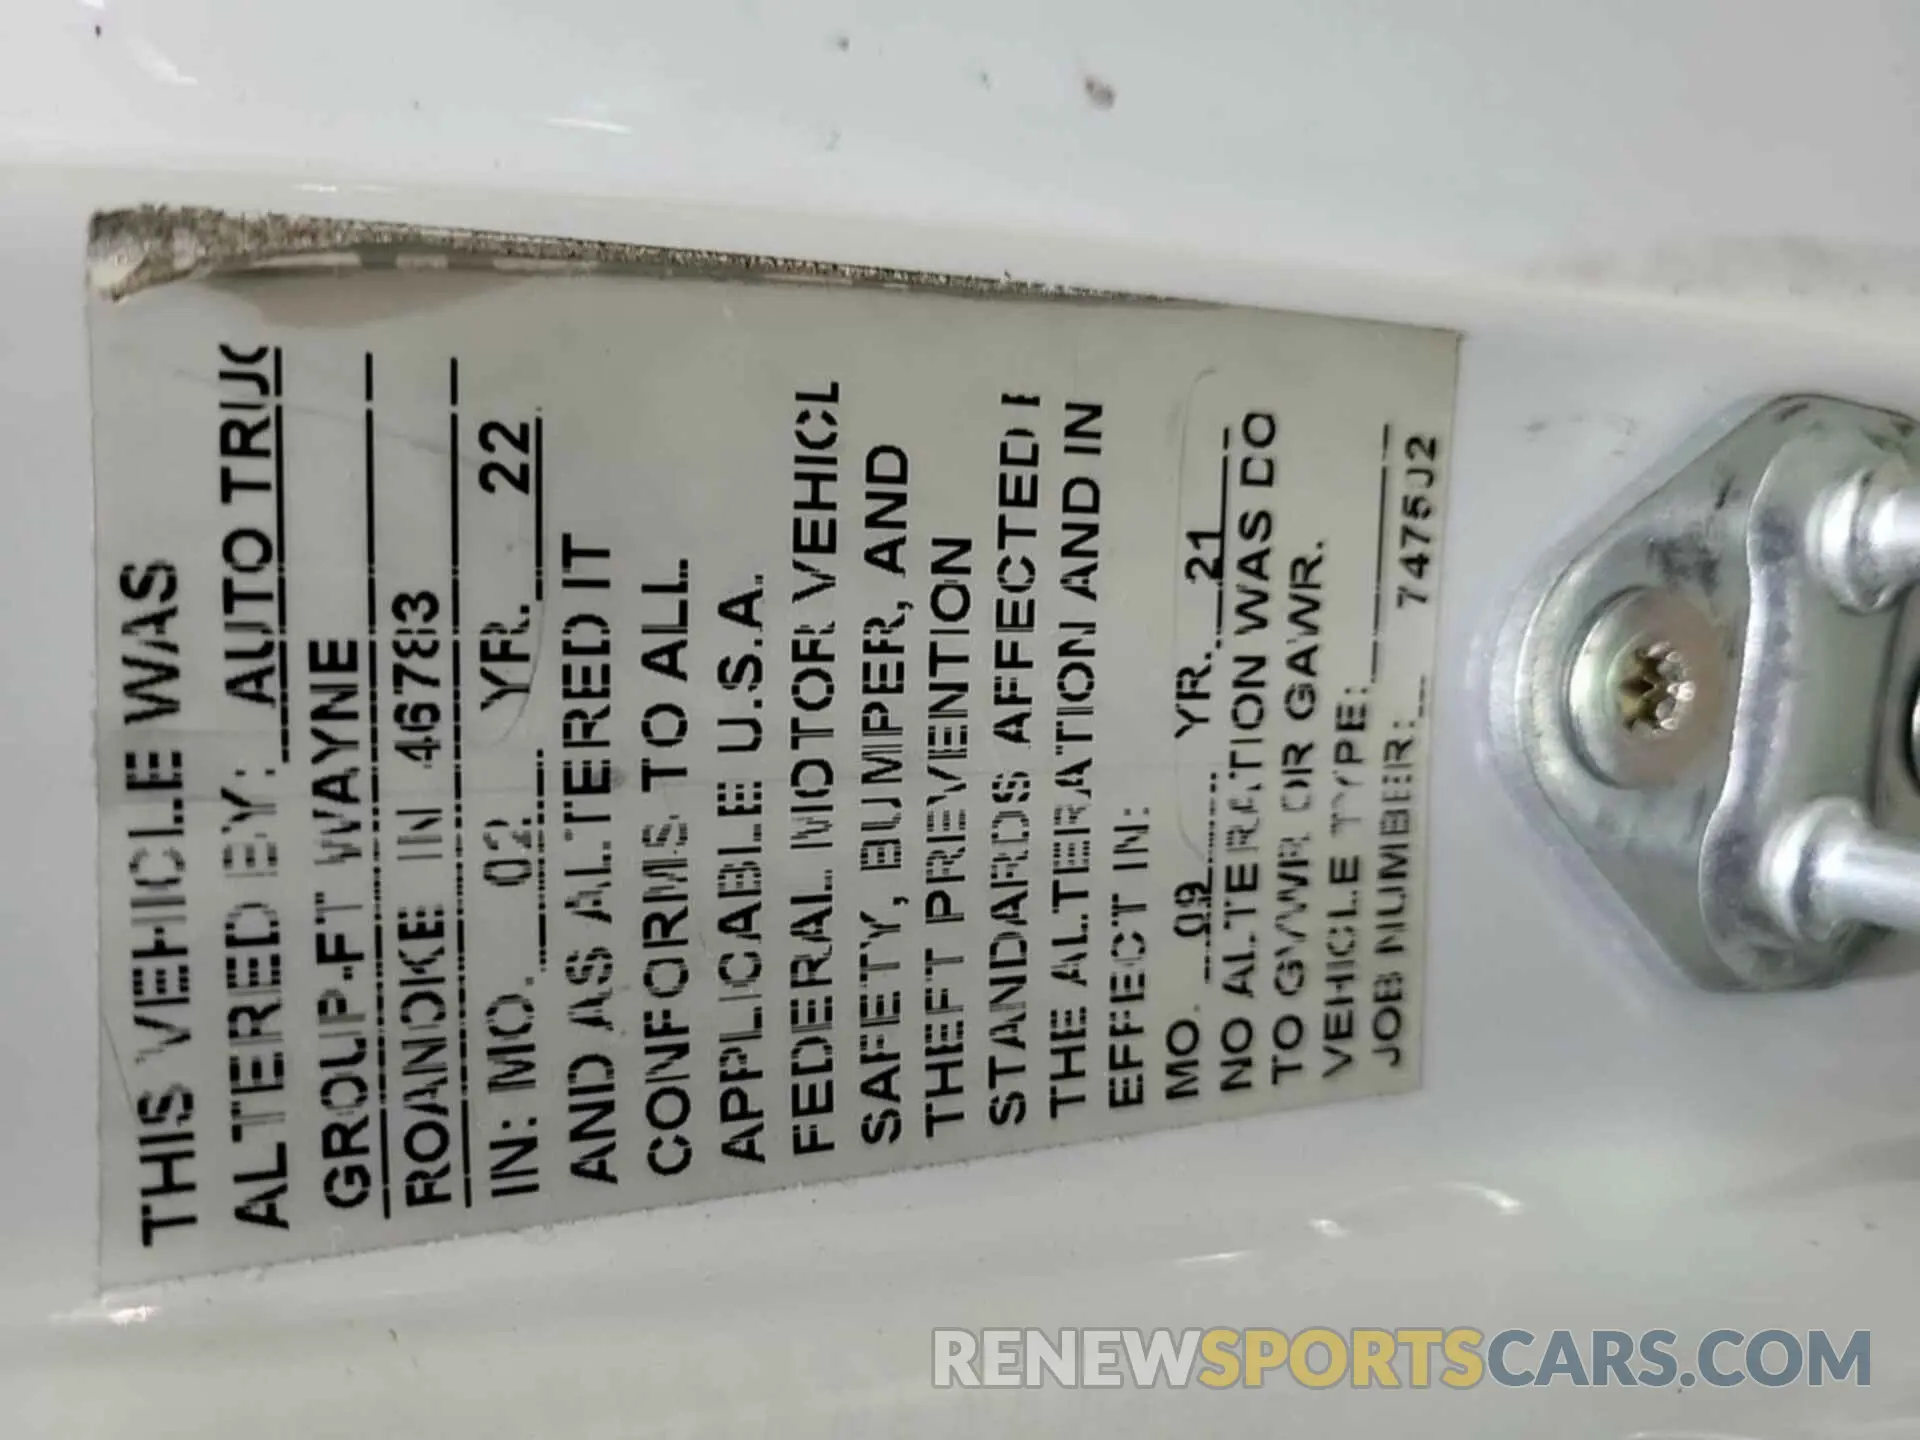 THIS VEHICLE WAS
ALTERED BY: AUTO TRUC
GROUP-FT WAYNE
ROANOKE IN 46783
IN: MO. 02 YR. 22
AND AS ALTERED IT
CONFORMS TO ALL
APPLICABLE U.S.A.
FEDERAL MOTOR VEHICL
SAFETY, BUMPER, AND
THEFT PREVENTION
STANDARDS AFFECTED
THE ALTERATION AND IN
EFFECT IN:
MO. 09 YR. 21
NO ALTERATION WAS DO
TO GVWR OR GAWR.
VEHICLE TYPE:
JOB NUMBER: 747502
RENEWSPORTSCARS.COM